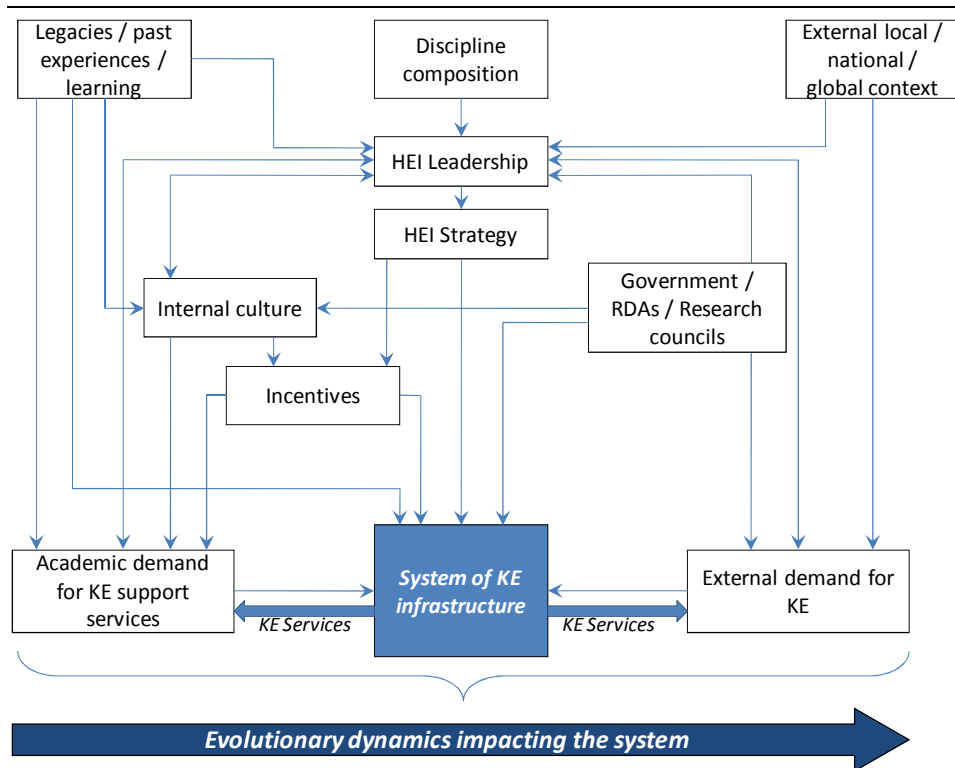 Legacies / past
experiences /
learning
Discipline
composition
External local /
national /
global context
HEI Leadership
HEI Strategy
Internal culture
Government /
RDAs / Research
councils
Incentives
Academic demand
for KE support
services
System of KE
infrastructure
External demand for
KE
KE Services
KE Services
Evolutionary dynamics impacting the system